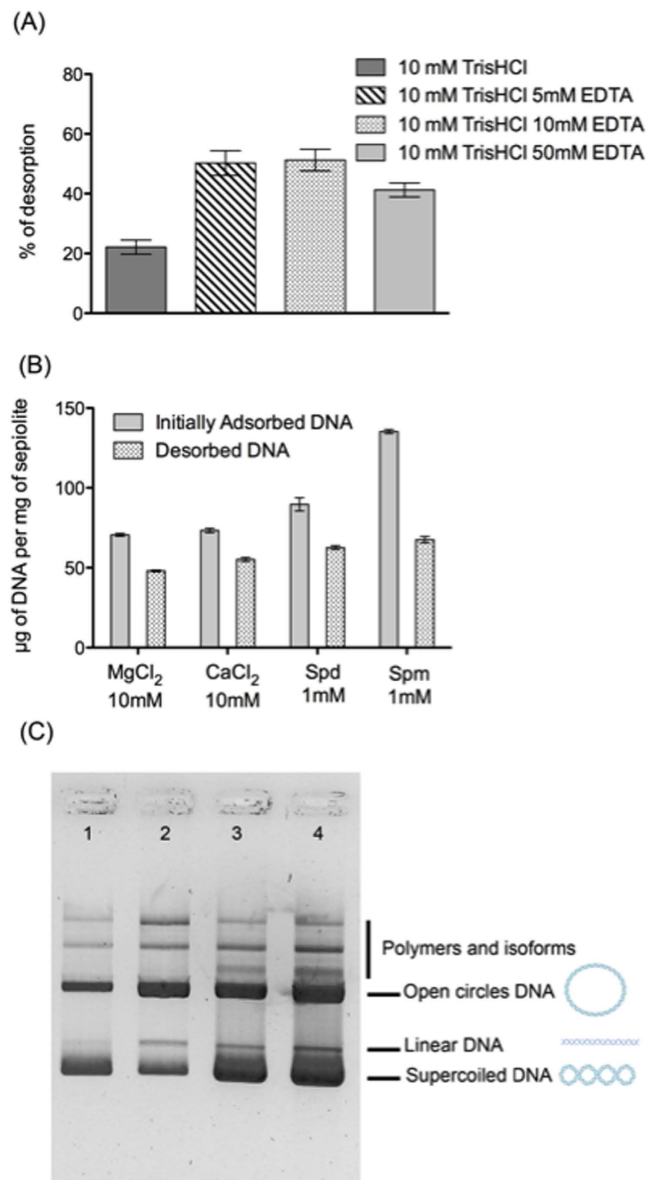 (A)
80
60
40
20
0
% of desorption
10 mM TrisHCl
10 mM TrisHCl 5mM EDTA
10 mM TrisHCl 10mM EDTA
10 mM TrisHCl 50mM EDTA
(B)
150
100
50
0
µg of DNA per mg of sepiolite
Initially Adsorbed DNA
Desorbed DNA
MgCl₂ CaCl₂ Spd Spm
10mM 10mM 1mM 1mM
(C)
1 2 3 4
Polymers and isoforms
Open circles DNA
Linear DNA
Supercoiled DNA